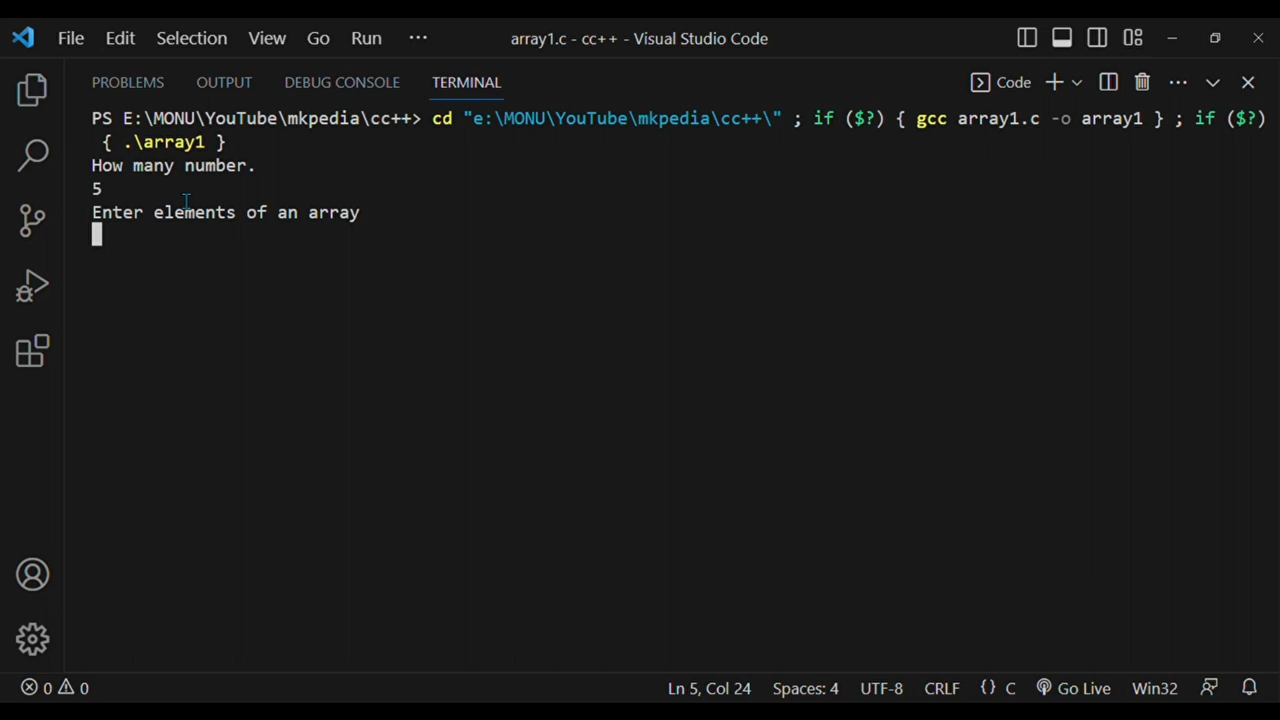 File Edit Selection View Go Run ··· array1.c - cc++ - Visual Studio Code
PROBLEMS OUTPUT DEBUG CONSOLE TERMINAL Code
PS E:\MONU\YouTube\mkpedia\cc++> cd "e:\MONU\YouTube\mkpedia\cc++\" ; if ($?) { gcc array1.c -o array1 } ; if ($?)
{ .\array1 }
How many number.
5
Enter elements of an array
0 0 Ln 5, Col 24 Spaces: 4 UTF-8 CRLF {} C Go Live Win32